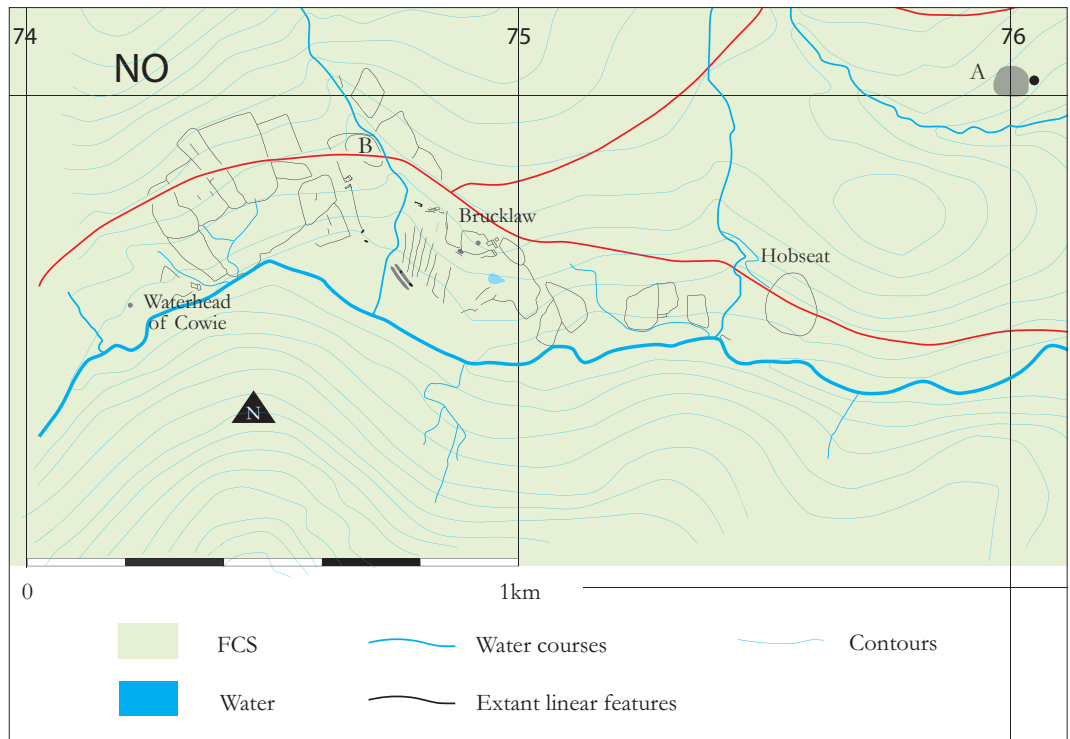 74
75
76
NO
A
B
Brucklaw
Hobseat
Waterhead
of Cowie
N
0
1km
FCS
Water courses
Contours
Water
Extant linear features